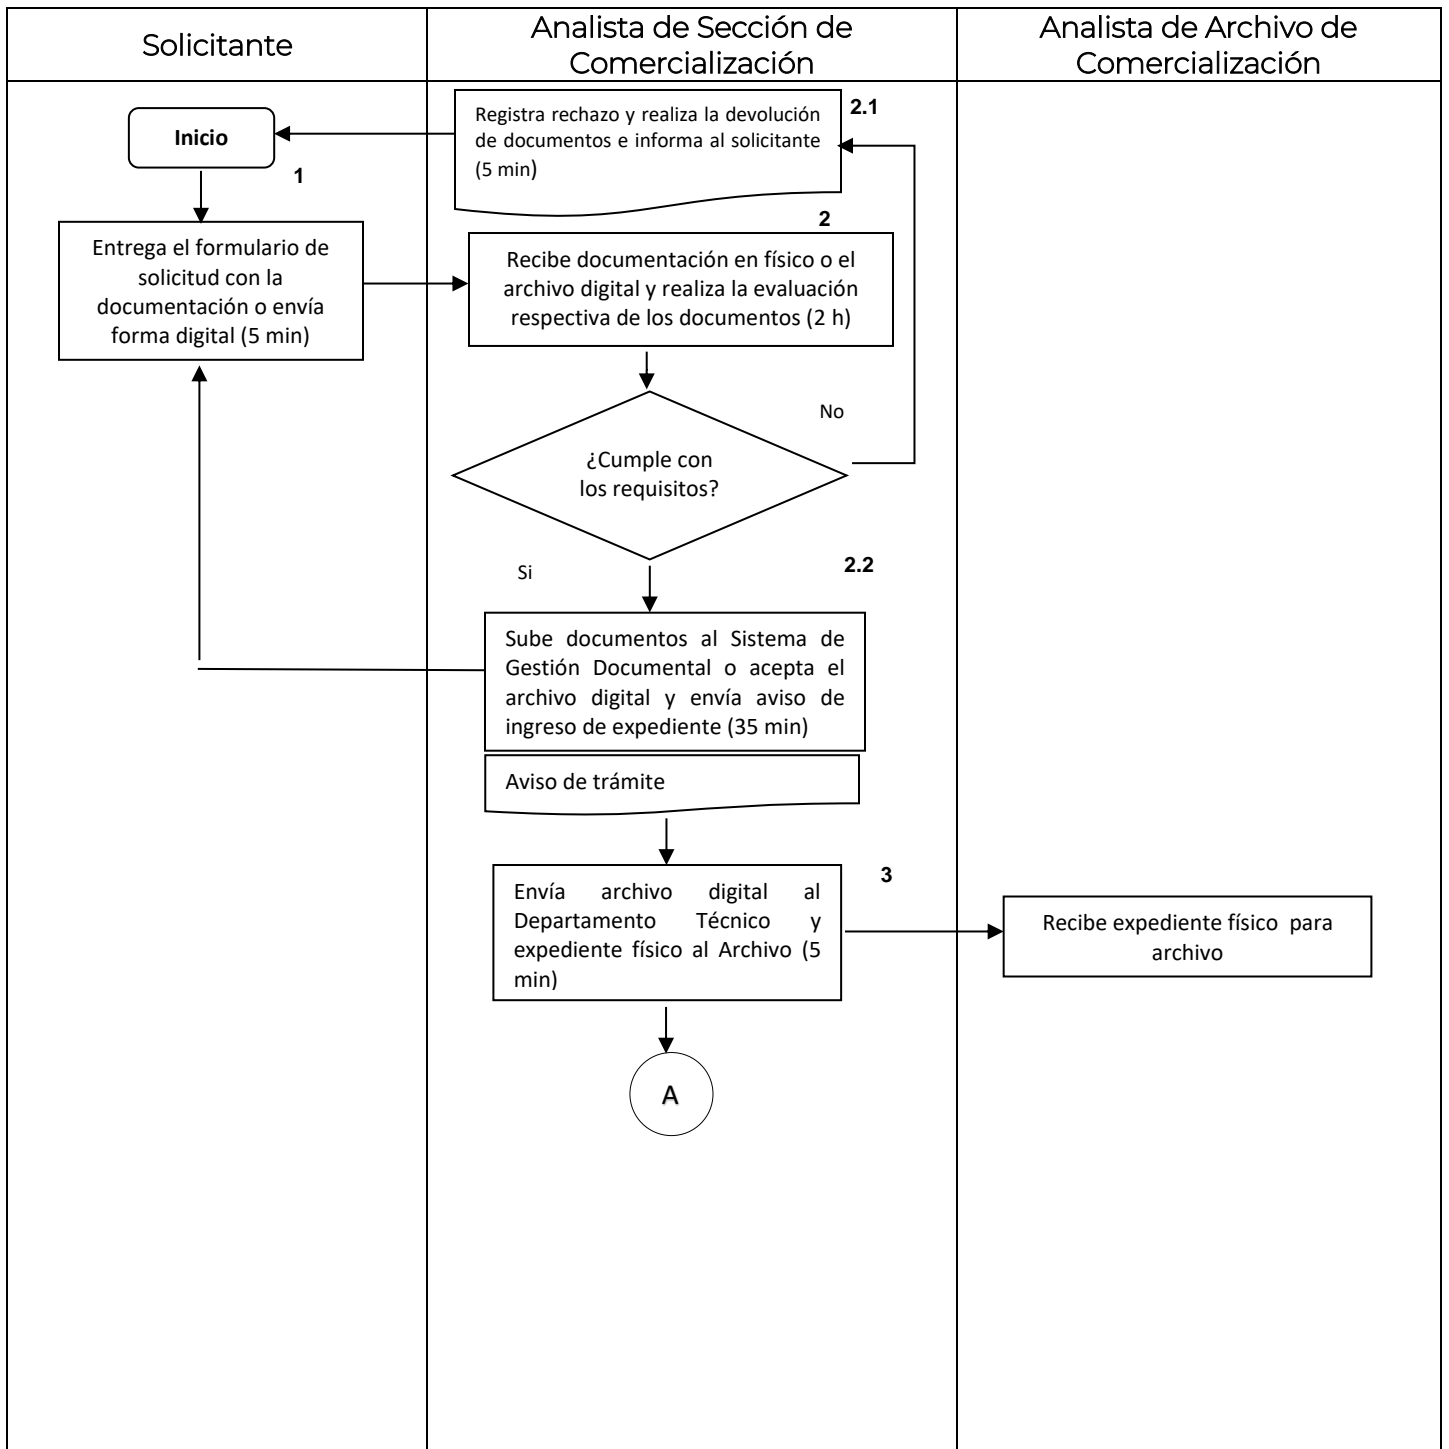 Solicitante
Analista de Sección de
Comercialización
Analista de Archivo de
Comercialización
Registra rechazo y realiza la devolución
de documentos e informa al solicitante
(5 min)
2.1
Inicio
1
Entrega el formulario de
solicitud con la
documentación o envía
forma digital (5 min)
2
Recibe documentación en físico o el
archivo digital y realiza la evaluación
respectiva de los documentos (2 h)
No
¿Cumple con
los requisitos?
Si
2.2
Sube documentos al Sistema de
Gestión Documental o acepta el
archivo digital y envía aviso de
ingreso de expediente (35 min)
Aviso de trámite
3
Envía archivo digital al
Departamento Técnico y
expediente físico al Archivo (5
min)
Recibe expediente físico para
archivo
A